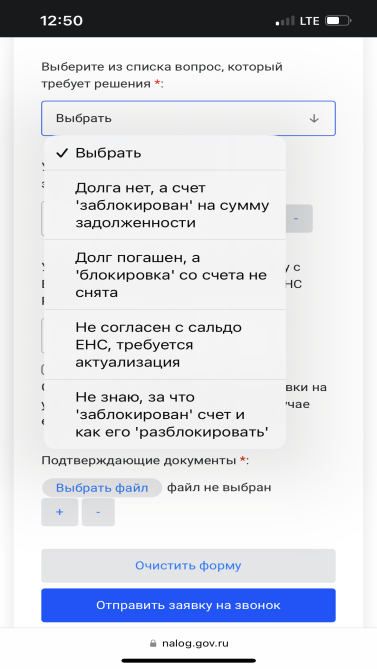 12:50
LTE
Выберите из списка вопрос, который
требует решения *:
Выбрать
Выбрать
Долга нет, а счет
'заблокирован' на сумму
задолженности
-
Долг погашен, а
'блокировка' со счета не
снята
Не согласен с сальдо
ЕНС, требуется
актуализация
Не знаю, за что
'заблокирован' счет и
как его 'разблокировать'
Подтверждающие документы *:
Выбрать файл файл не выбран
+ -
Очистить форму
Отправить заявку на звонок
nalog.gov.ru